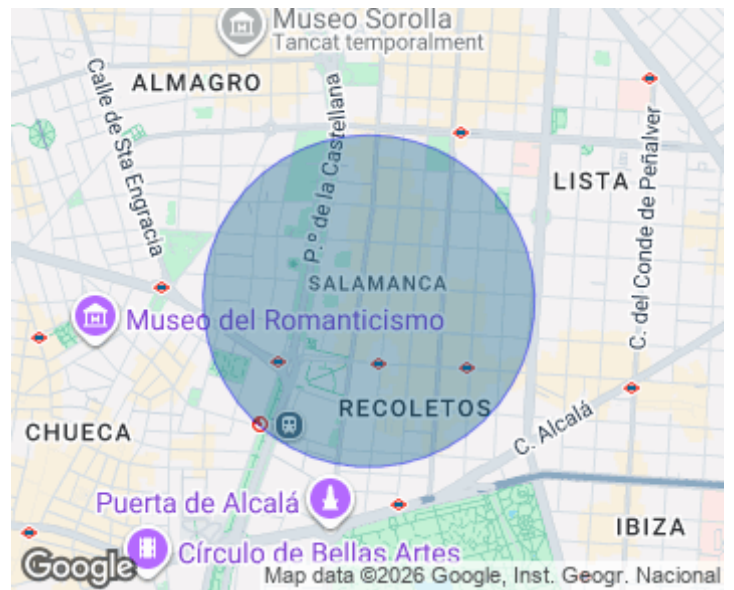 Museo Sorolla
Tancat temporalment
ALMAGRO
Calle de Sta Engracia
P.º de la Castellana
C. del Conde de Peñalver
LISTA
SALAMANCA
Museo del Romanticismo
RECOLETOS
CHUECA
C. Alcalá
Puerta de Alcalá
IBIZA
Círculo de Bellas Artes
Google
Map data ©2026 Google, Inst. Geogr. Nacional